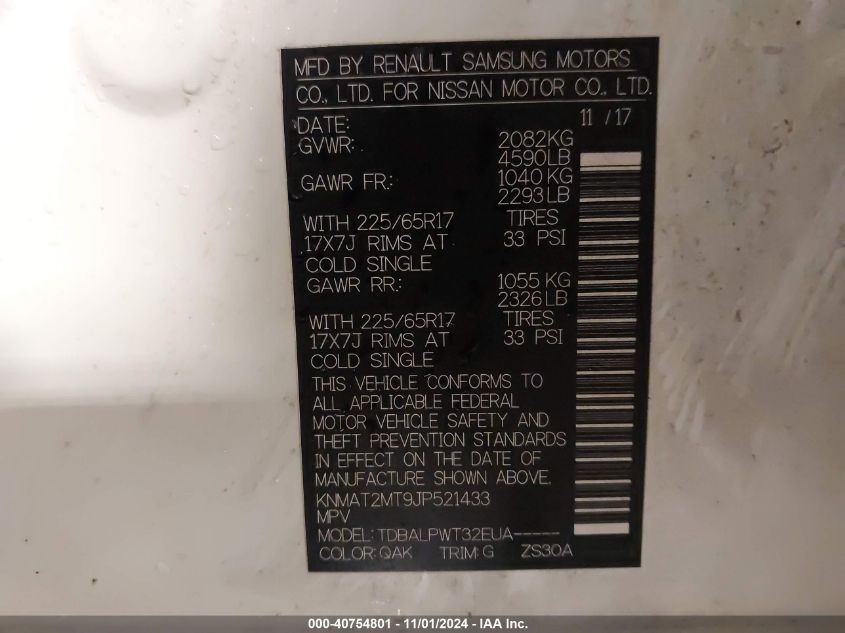 MFD BY RENAULT SAMSUNG MOTORS
CO., LTD. FOR NISSAN MOTOR CO., LTD.
DATE: 11 / 17
GVWR: 2082KG
4590LB
GAWR FR.: 1040 KG
2293LB
WITH 225/65R17 TIRES
17X7J RIMS AT 33 PSI
COLD SINGLE
GAWR RR.: 1055 KG
2326LB
WITH 225/65R17 TIRES
17X7J RIMS AT 33 PSI
COLD SINGLE
THIS VEHICLE CONFORMS TO
ALL APPLICABLE FEDERAL
MOTOR VEHICLE SAFETY AND
THEFT PREVENTION STANDARDS
IN EFFECT ON THE DATE OF
MANUFACTURE SHOWN ABOVE.
KNMAT2MT9JP521433
MPV
MODEL: TDBALPWT32EUA-----
COLOR: QAK TRIM: G ZS30A
000-40754801 - 11/01/2024 - IAA Inc.